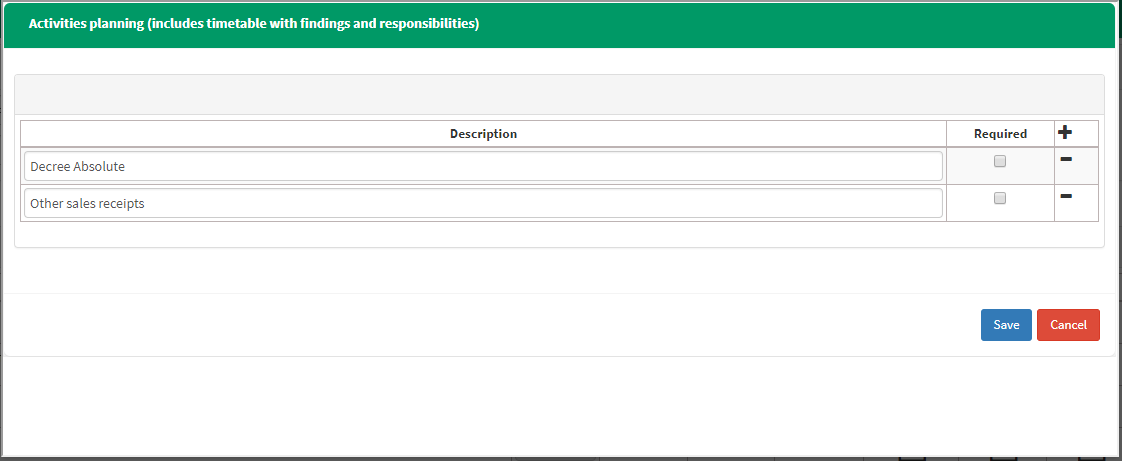 Activities planning (includes timetable with findings and responsibilities)
Description Required
Decree Absolute
Other sales receipts
Save Cancel